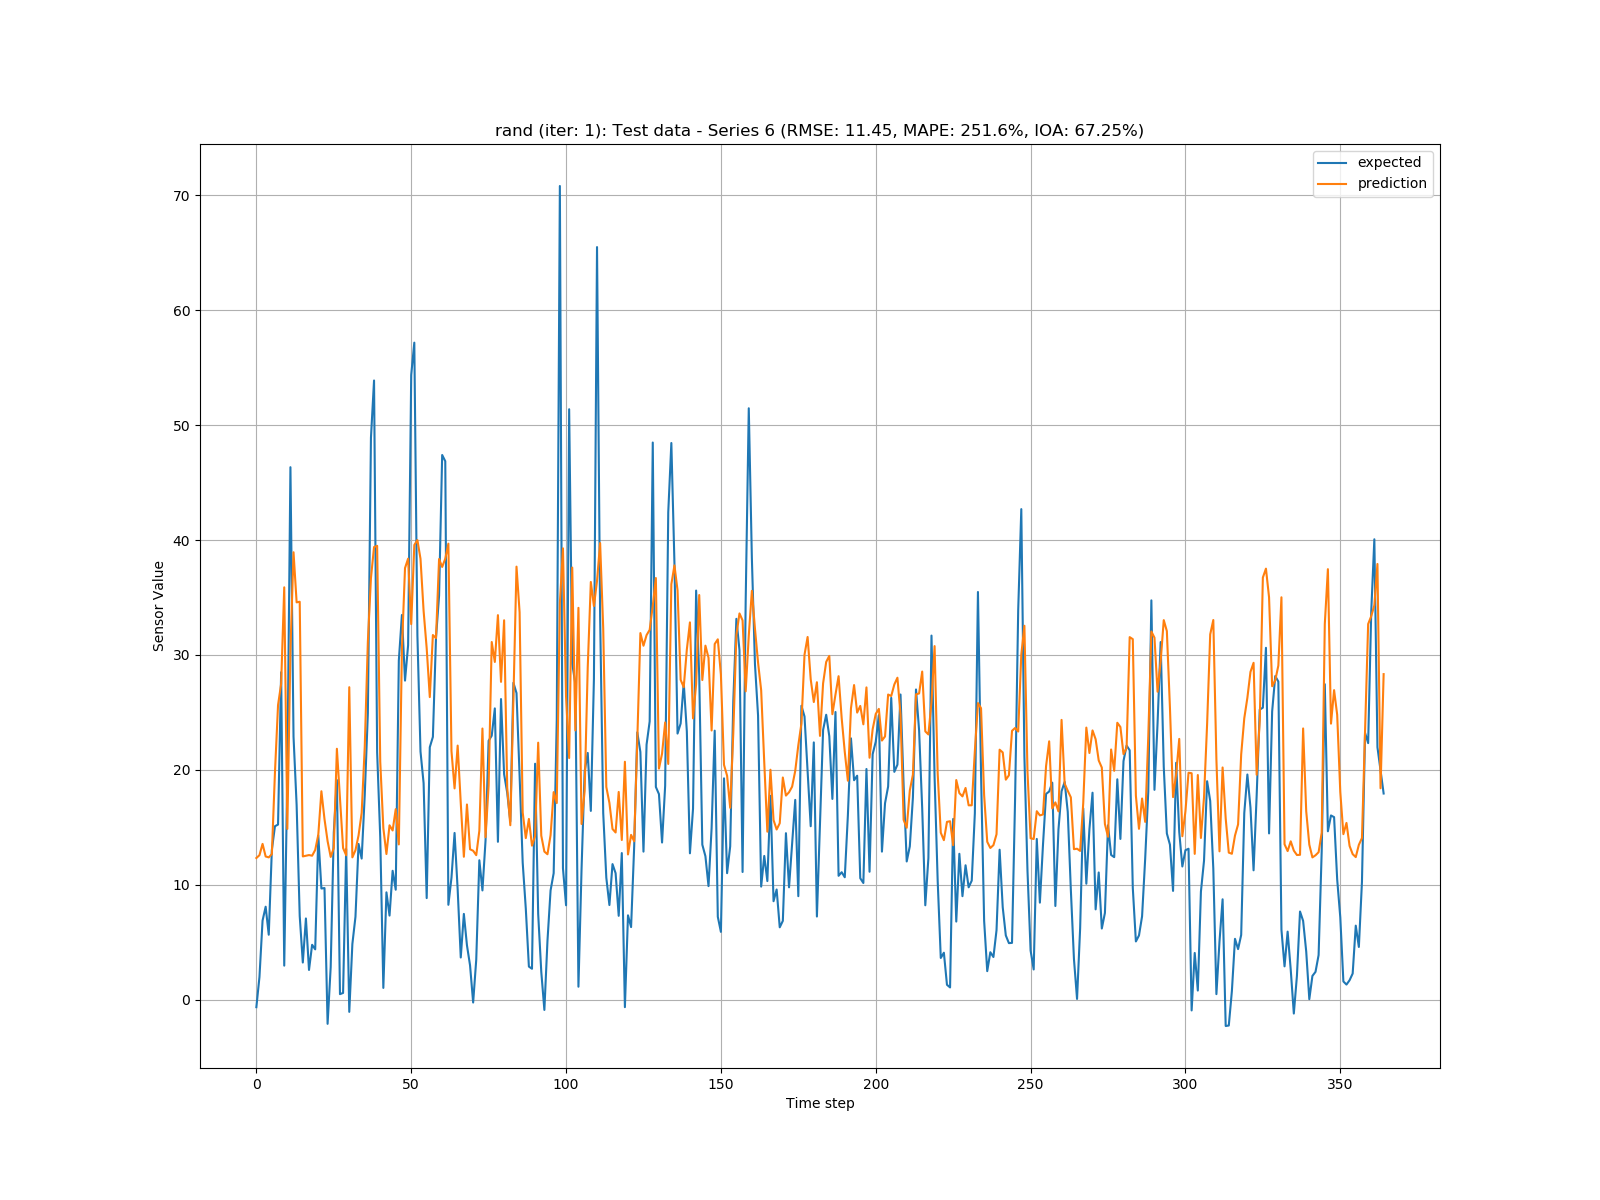 rand (iter: 1): Test data - Series 6 (RMSE: 11.45, MAPE: 251.6%, IOA: 67.25%)
expected
prediction
70
60
50
40
30
20
10
0
Sensor Value
0 50 100 150 200 250 300 350
Time step